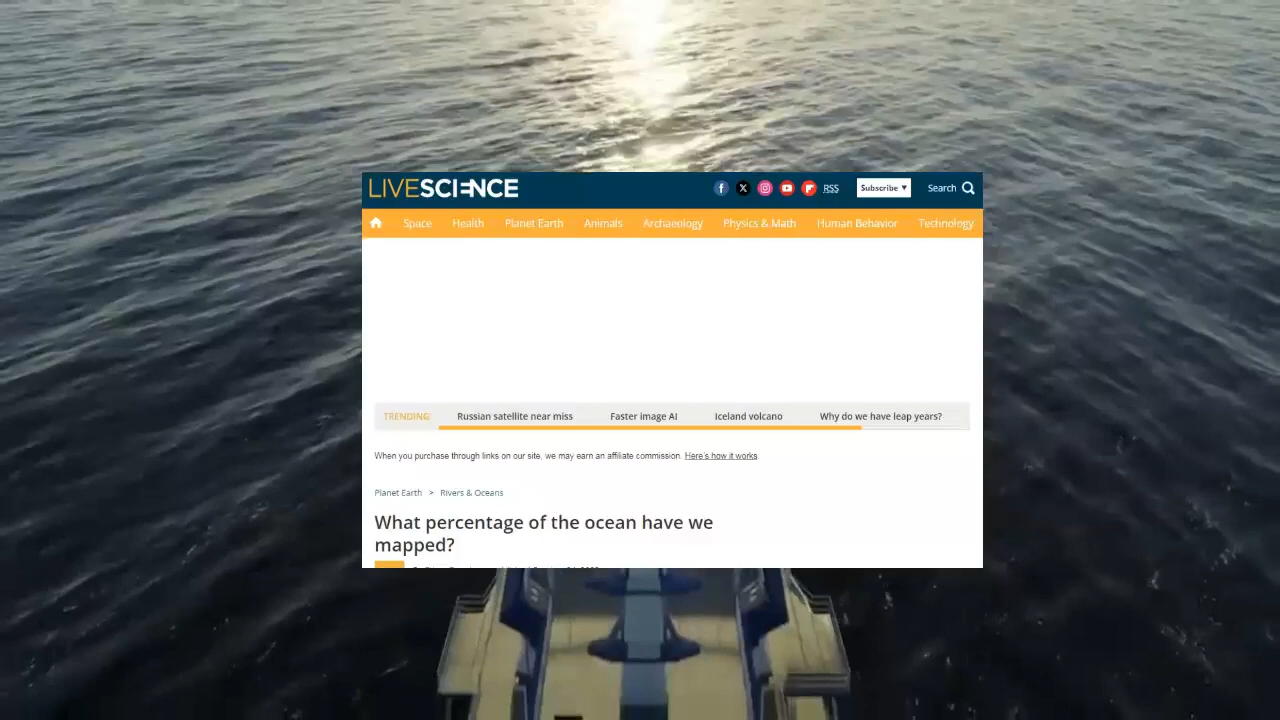 LIVESCIENCE
RSS Subscribe ▼ Search
Space Health Planet Earth Animals Archaeology Physics & Math Human Behavior Technology
TRENDING Russian satellite near miss Faster image AI Iceland volcano Why do we have leap years?
When you purchase through links on our site, we may earn an affiliate commission. Here's how it works.
Planet Earth > Rivers & Oceans
What percentage of the ocean have we
mapped?